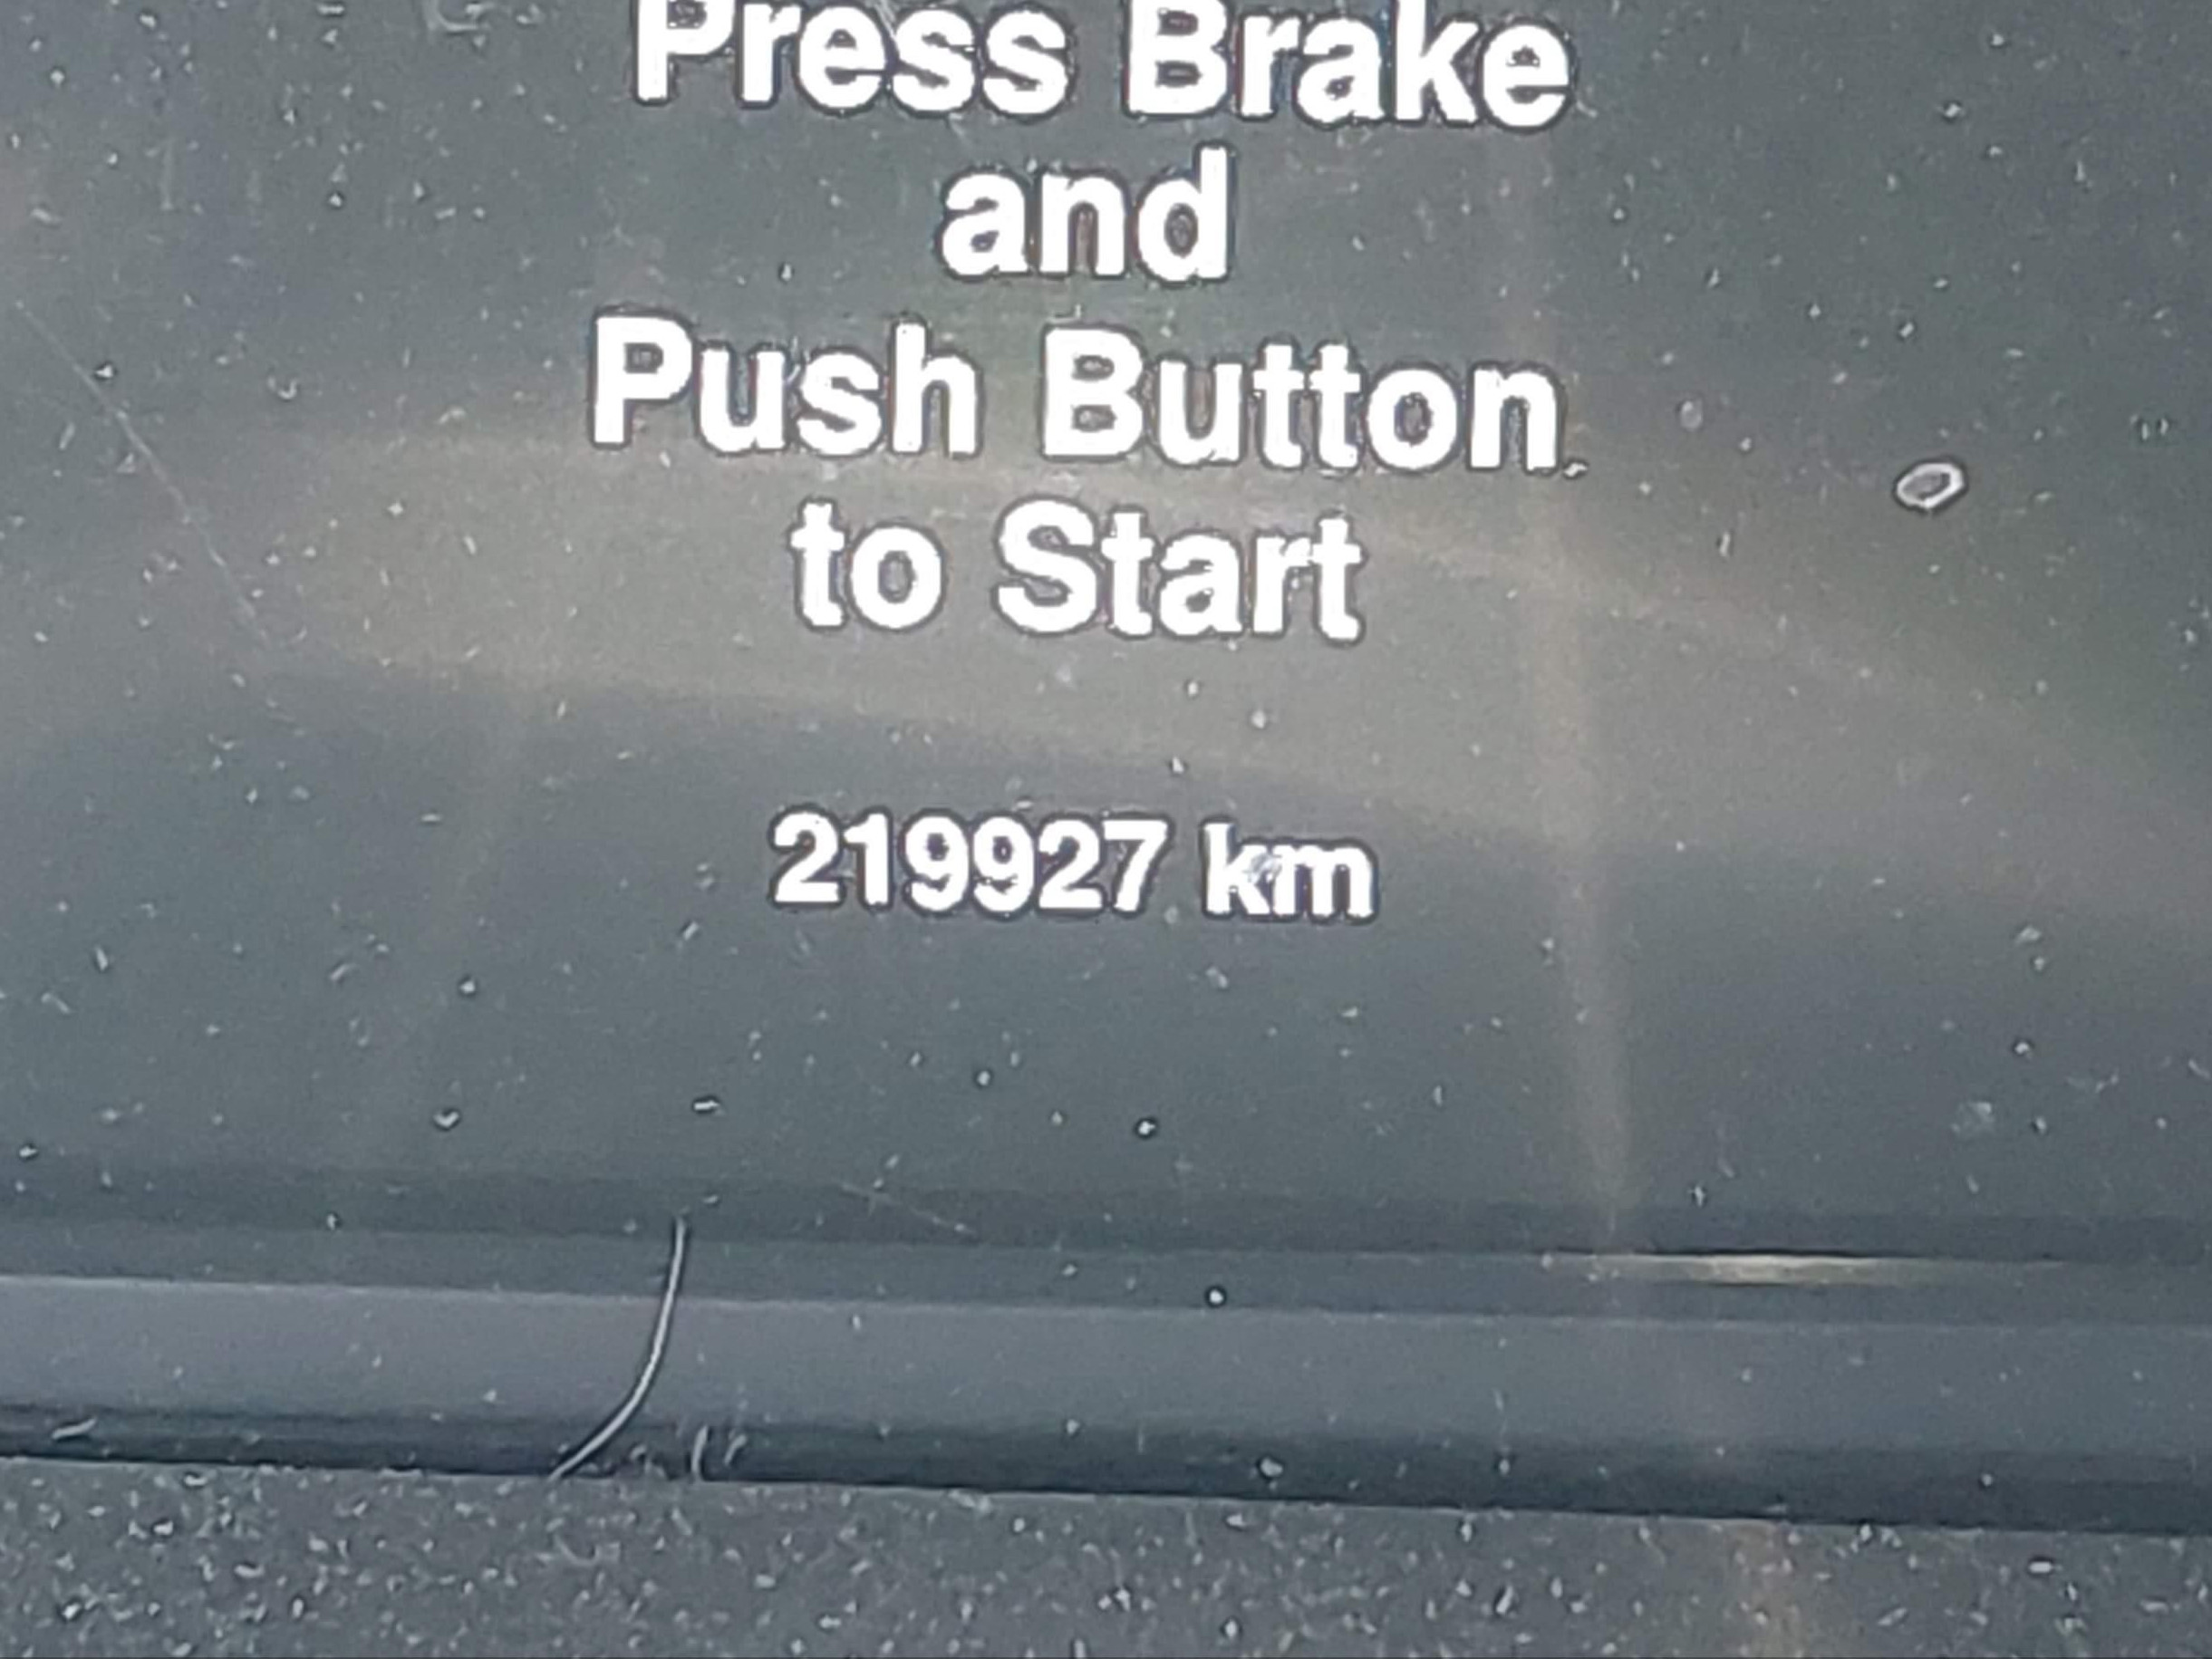 Press Brake
and
Push Button
to Start
219927 km